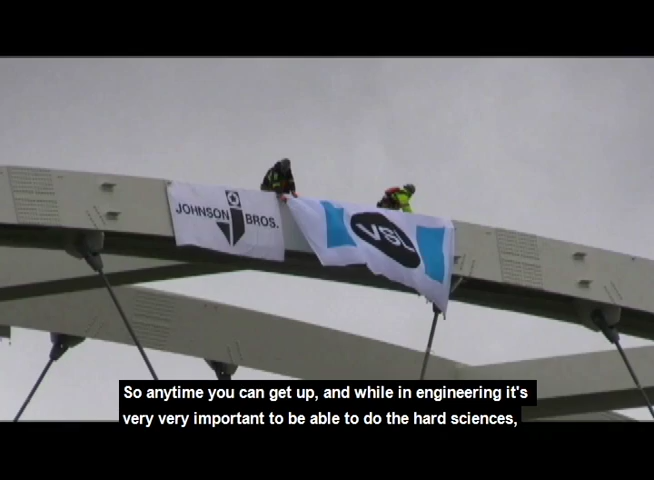 JOHNSON BROS.
VSL
So anytime you can get up, and while in engineering it's
very very important to be able to do the hard sciences,